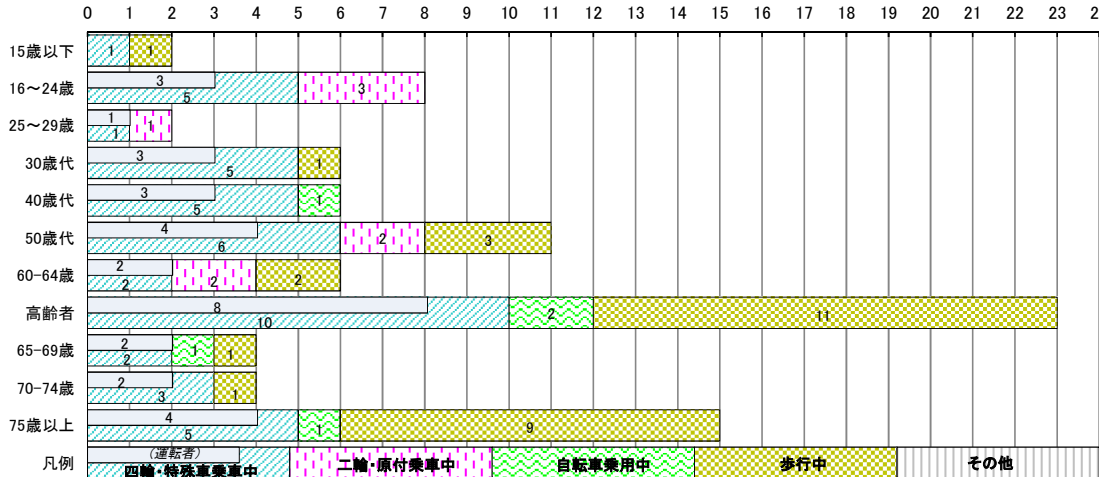 0 1 2 3 4 5 6 7 8 9 10 11 12 13 14 15 16 17 18 19 20 21 22 23 24
15歳以下 1 1
16～24歳 3 5 3
25～29歳 1 1 1
30歳代 3 5 1
40歳代 3 5 1
50歳代 4 6 2 3
60-64歳 2 2 2 2
高齢者 8 10 2 11
65-69歳 2 2 1 1
70-74歳 2 3 1
75歳以上 4 5 1 9
凡例 (運転者) 四輪・特殊車乗車中 二輪・原付乗車中 自転車乗用中 歩行中 その他